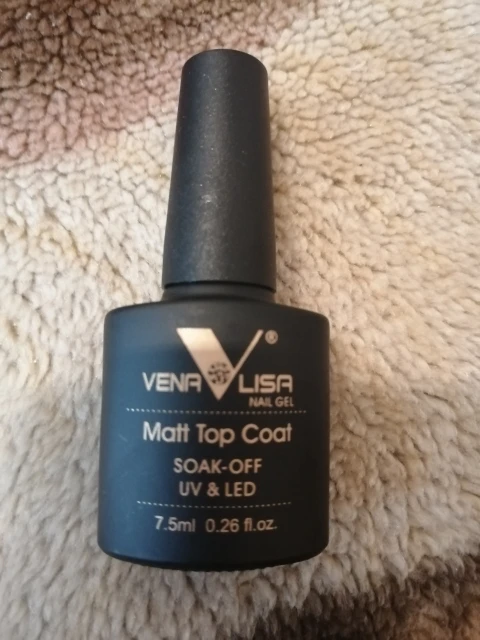 VENA LISA®
NAIL GEL
Matt Top Coat
SOAK-OFF
UV & LED
7.5ml 0.26 fl.oz.